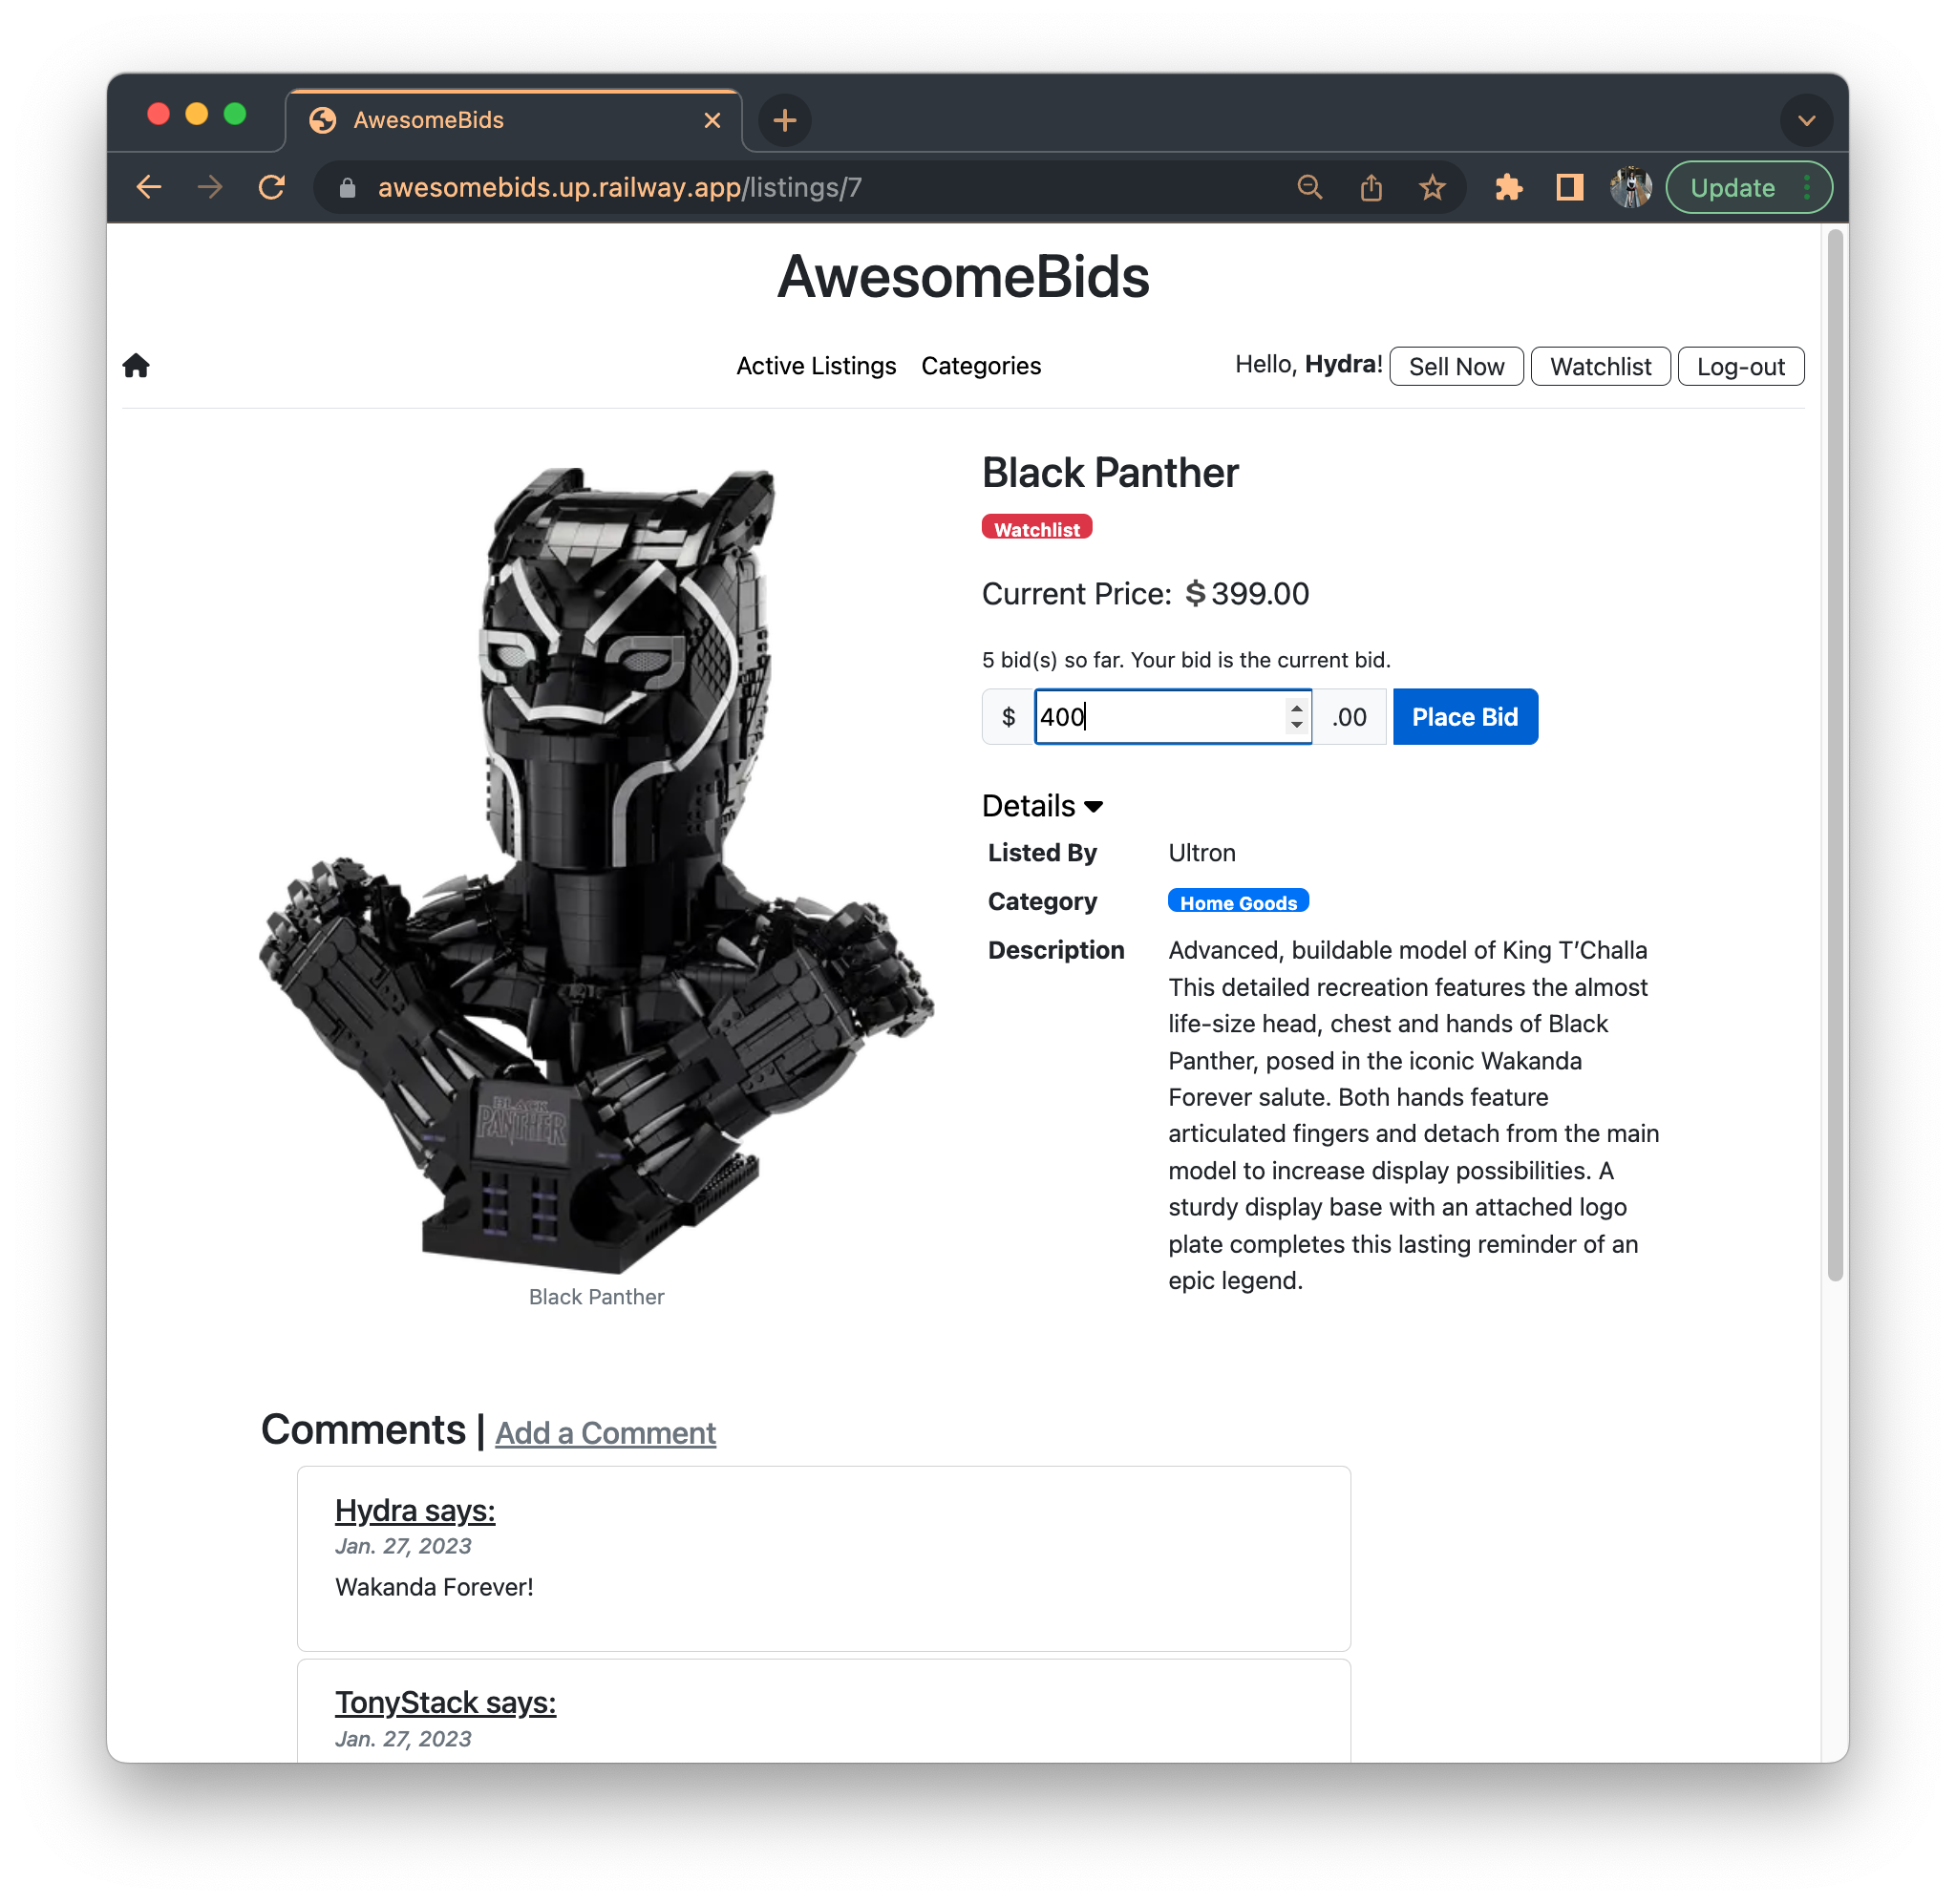 AwesomeBids
awesomebids.up.railway.app/listings/7
Update
AwesomeBids
Active Listings Categories Hello, Hydra! Sell Now Watchlist Log-out
Black Panther
Watchlist
Current Price: $399.00
5 bid(s) so far. Your bid is the current bid.
$ 400 .00 Place Bid
Details
Listed By Ultron
Category Home Goods
Description Advanced, buildable model of King T’Challa
This detailed recreation features the almost
life-size head, chest and hands of Black
Panther, posed in the iconic Wakanda
Forever salute. Both hands feature
articulated fingers and detach from the main
model to increase display possibilities. A
sturdy display base with an attached logo
plate completes this lasting reminder of an
epic legend.
BLACK
PANTHER
Black Panther
Comments | Add a Comment
Hydra says:
Jan. 27, 2023
Wakanda Forever!
TonyStack says:
Jan. 27, 2023